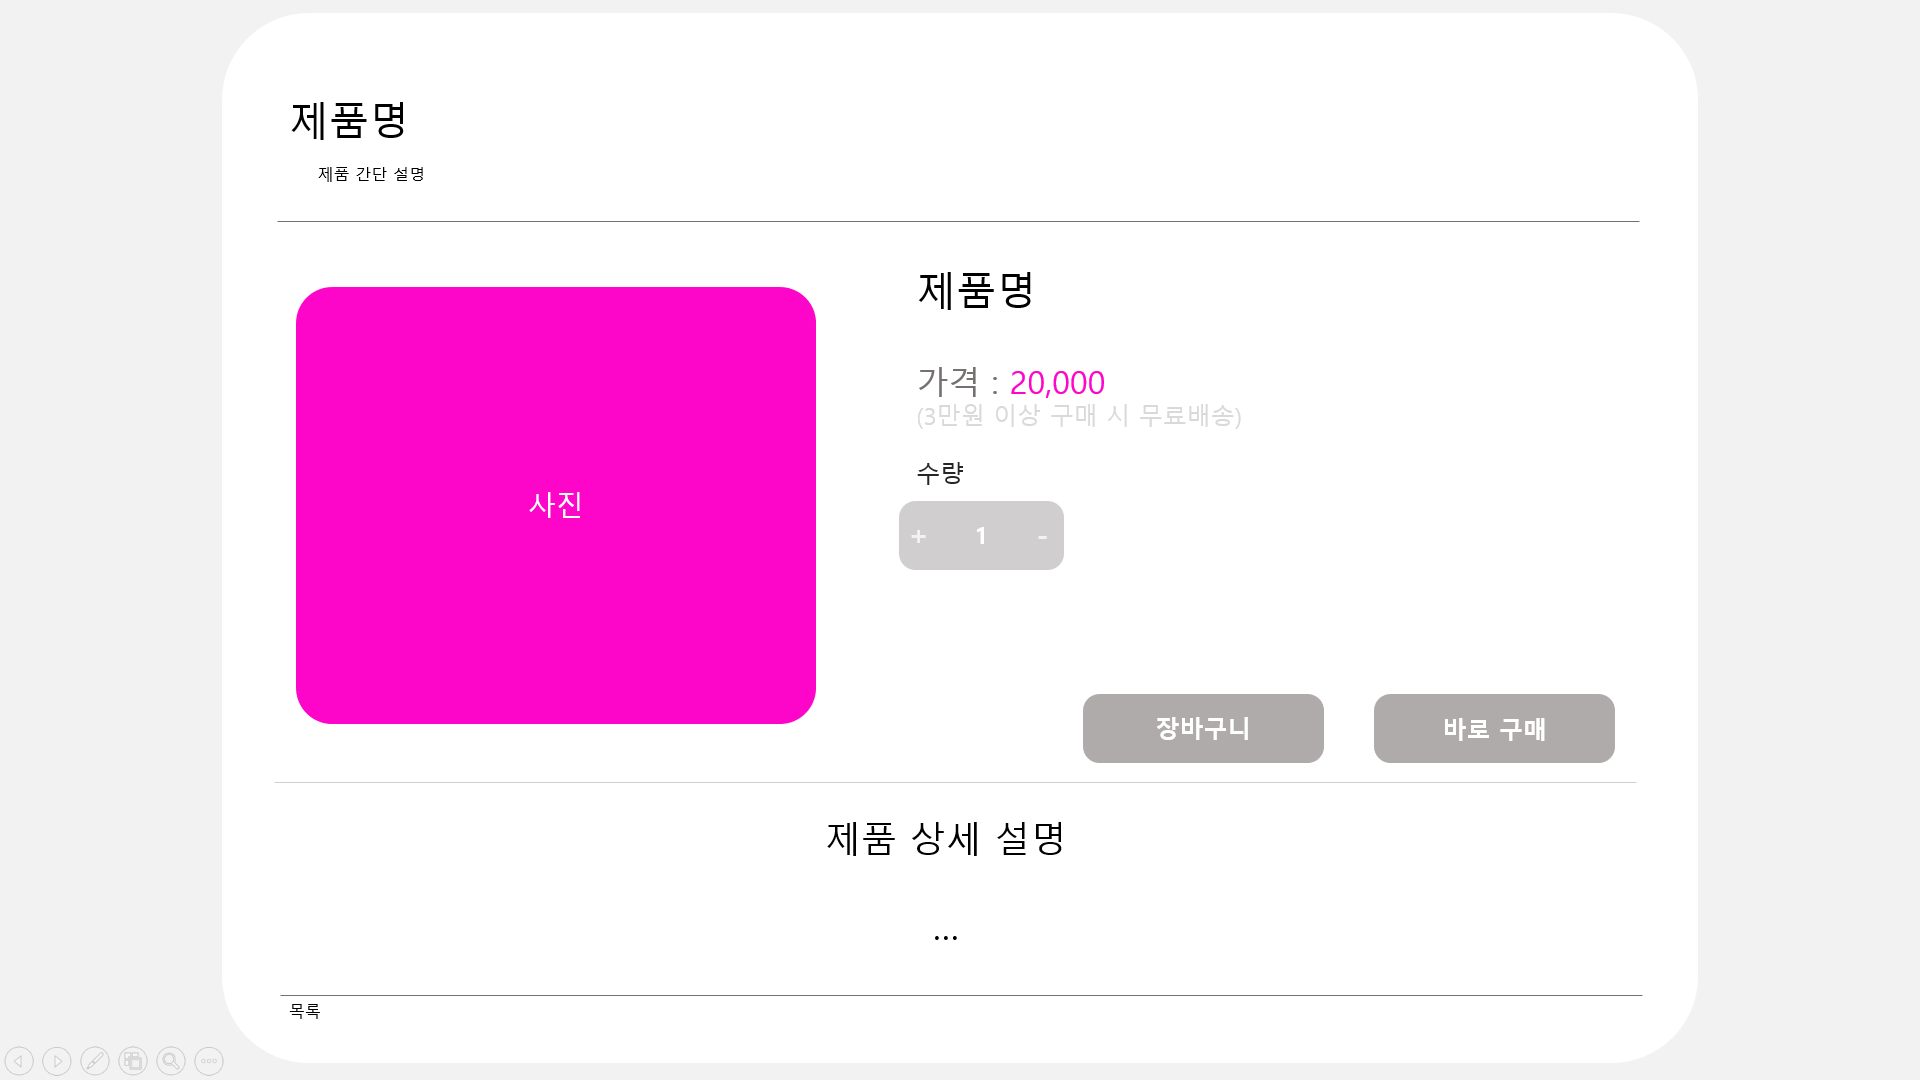 제품명
제품 간단 설명
사진
제품명
가격 : 20,000
(3만원 이상 구매 시 무료배송)
수량
+ 1 -
장바구니
바로 구매
제품 상세 설명
...
목록